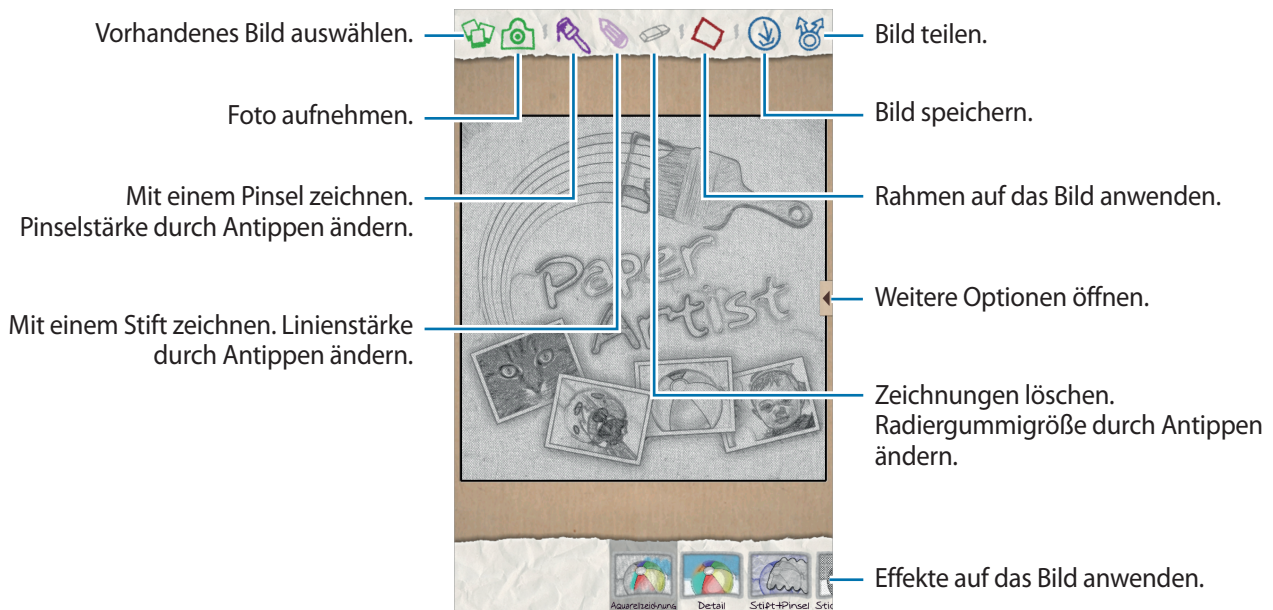 Vorhandenes Bild auswählen.
Foto aufnehmen.
Mit einem Pinsel zeichnen.
Pinselstärke durch Antippen ändern.
Mit einem Stift zeichnen. Linienstärke
durch Antippen ändern.
Bild teilen.
Bild speichern.
Rahmen auf das Bild anwenden.
Weitere Optionen öffnen.
Zeichnungen löschen.
Radiergummigröße durch Antippen
ändern.
Effekte auf das Bild anwenden.
Paper
Artist
Aquarellzeichnung Detail Stift+Pinsel Stic